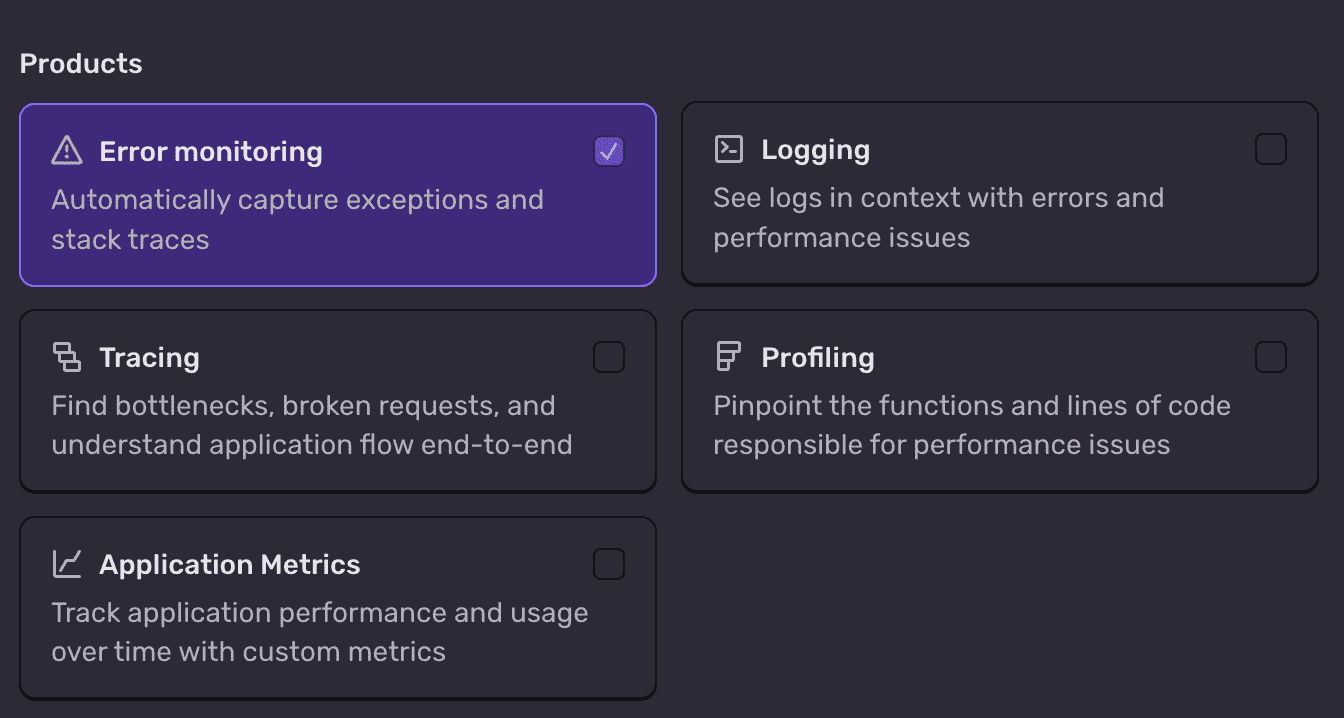 Products
Error monitoring
Automatically capture exceptions and
stack traces
Logging
See logs in context with errors and
performance issues
Tracing
Find bottlenecks, broken requests, and
understand application flow end-to-end
Profiling
Pinpoint the functions and lines of code
responsible for performance issues
Application Metrics
Track application performance and usage
over time with custom metrics